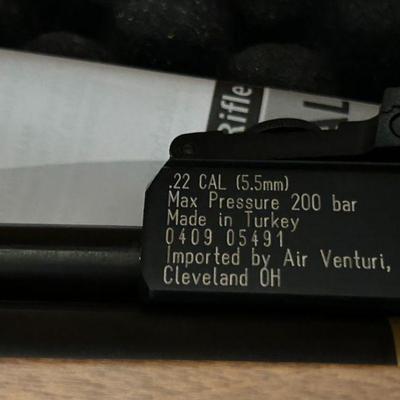 Rifle
AL
.22 CAL (5.5mm)
Max Pressure 200 bar
Made in Turkey
0409 05491
Imported by Air Venturi,
Cleveland OH